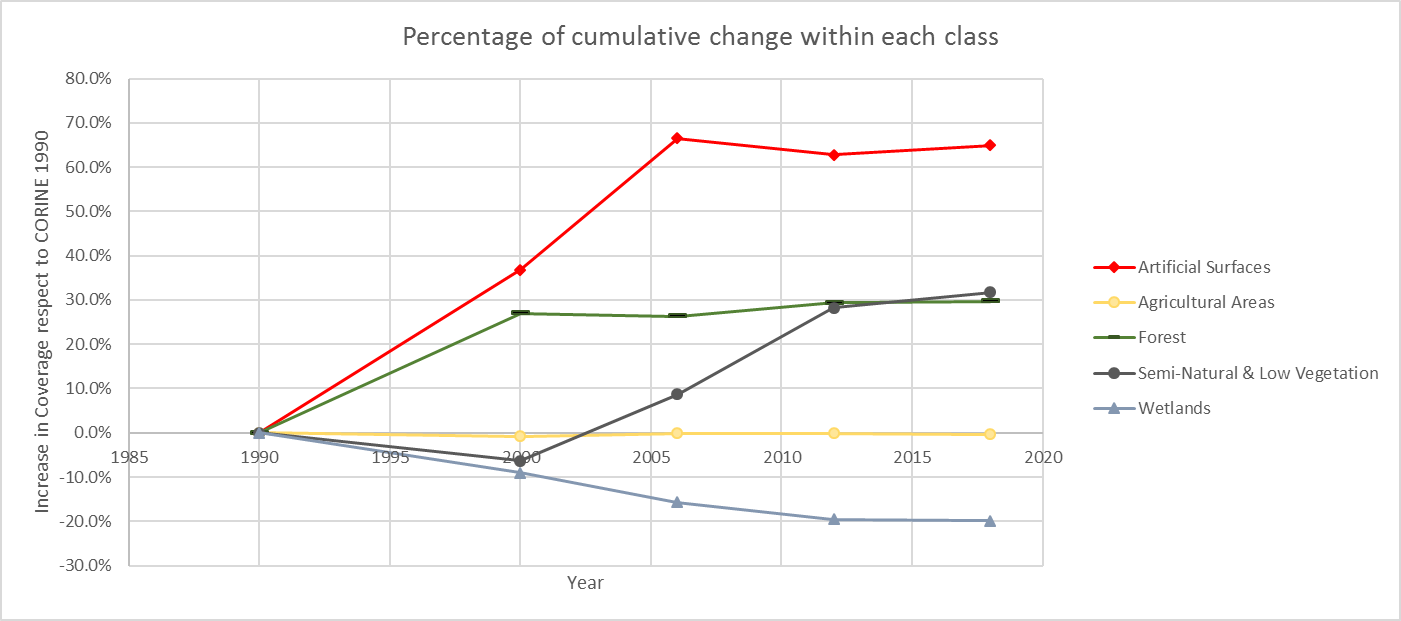 Percentage of cumulative change within each class
80.0%
70.0%
60.0%
50.0%
40.0%
30.0%
20.0%
10.0%
0.0%
-10.0%
-20.0%
-30.0%
Increase in Coverage respect to CORINE 1990
1985 1990 1995 2000 2005 2010 2015 2020
Year
Artificial Surfaces
Agricultural Areas
Forest
Semi-Natural & Low Vegetation
Wetlands